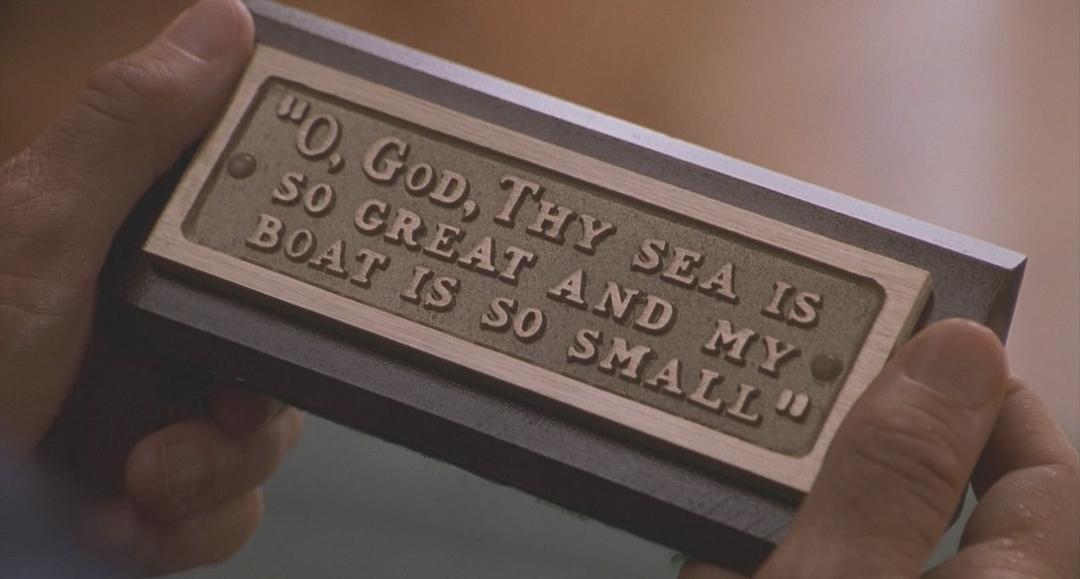 "O, GOD, THY SEA IS
SO GREAT AND MY
BOAT IS SO SMALL"